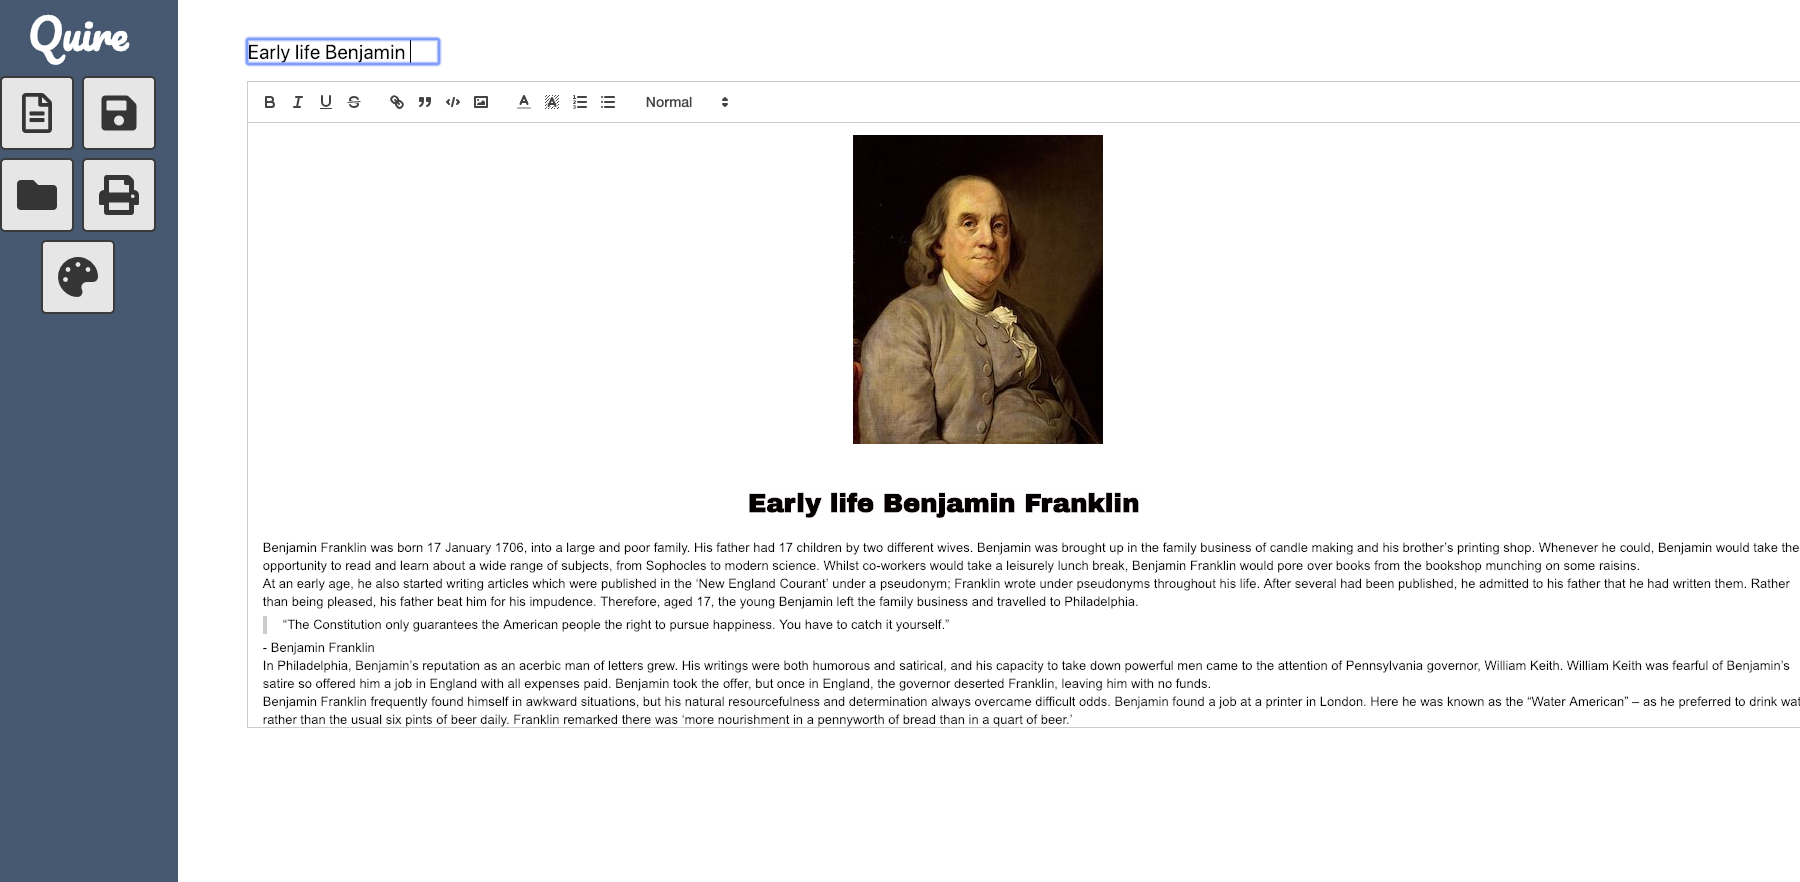 Quire
Early life Benjamin
Normal
Early life Benjamin Franklin
Benjamin Franklin was born 17 January 1706, into a large and poor family. His father had 17 children by two different wives. Benjamin was brought up in the family business of candle making and his brother’s printing shop. Whenever he could, Benjamin would take the
opportunity to read and learn about a wide range of subjects, from Sophocles to modern science. Whilst co-workers would take a leisurely lunch break, Benjamin Franklin would pore over books from the bookshop munching on some raisins.
At an early age, he also started writing articles which were published in the ‘New England Courant’ under a pseudonym; Franklin wrote under pseudonyms throughout his life. After several had been published, he admitted to his father that he had written them. Rather
than being pleased, his father beat him for his impudence. Therefore, aged 17, the young Benjamin left the family business and travelled to Philadelphia.
“The Constitution only guarantees the American people the right to pursue happiness. You have to catch it yourself.”
- Benjamin Franklin
In Philadelphia, Benjamin’s reputation as an acerbic man of letters grew. His writings were both humorous and satirical, and his capacity to take down powerful men came to the attention of Pennsylvania governor, William Keith. William Keith was fearful of Benjamin’s
satire so offered him a job in England with all expenses paid. Benjamin took the offer, but once in England, the governor deserted Franklin, leaving him with no funds.
Benjamin Franklin frequently found himself in awkward situations, but his natural resourcefulness and determination always overcame difficult odds. Benjamin found a job at a printer in London. Here he was known as the “Water American” – as he preferred to drink wat
rather than the usual six pints of beer daily. Franklin remarked there was ‘more nourishment in a pennyworth of bread than in a quart of beer.’